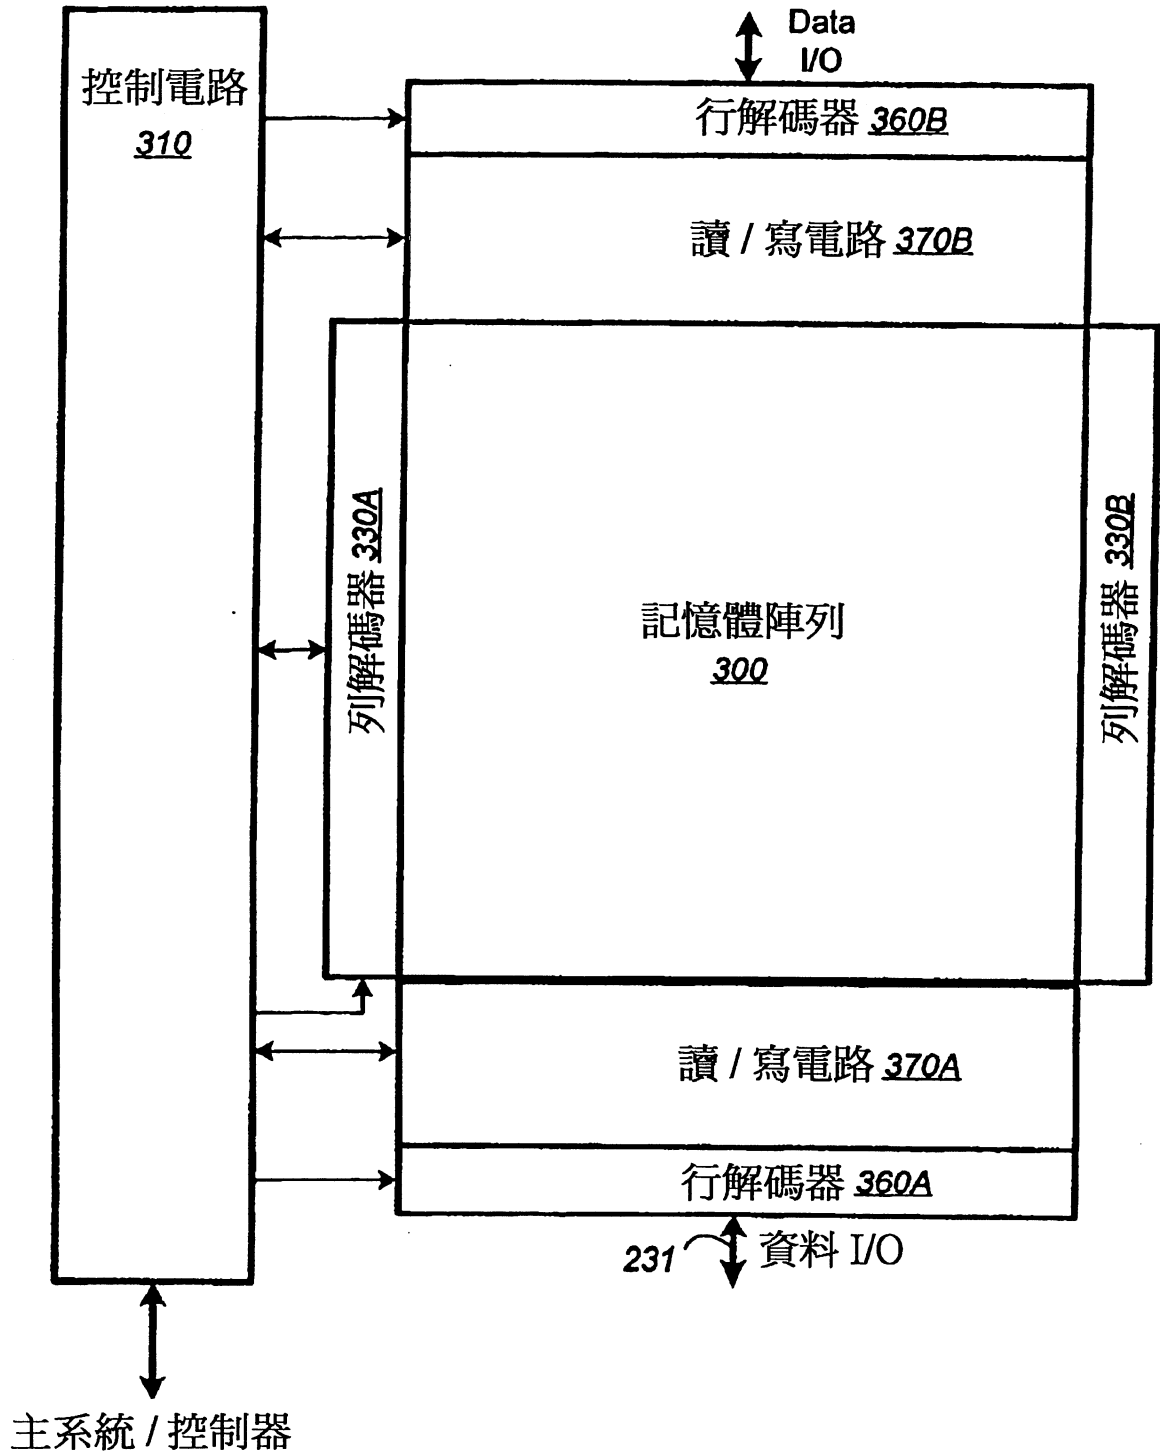 Data
I/O
控制電路
310
行解碼器 360B
讀 / 寫電路 370B
列解碼器 330A
記憶體陣列
300
列解碼器 330B
讀 / 寫電路 370A
行解碼器 360A
231
資料 I/O
主系統 / 控制器